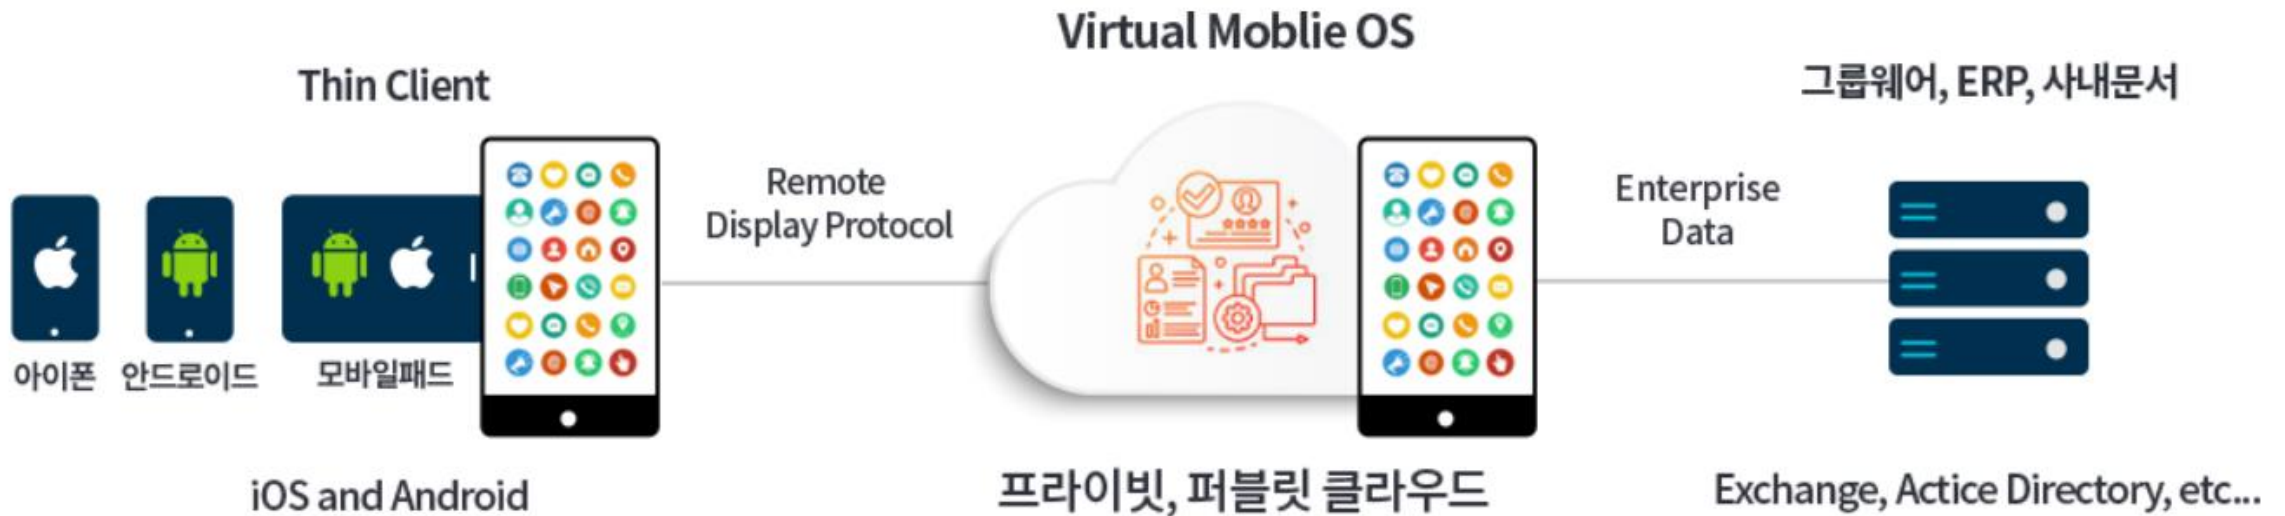 Virtual Moblie OS
Thin Client
그룹웨어, ERP, 사내문서
Remote
Display Protocol
Enterprise
Data
아이폰
안드로이드
모바일패드
iOS and Android
프라이빗, 퍼블릿 클라우드
Exchange, Actice Directory, etc...